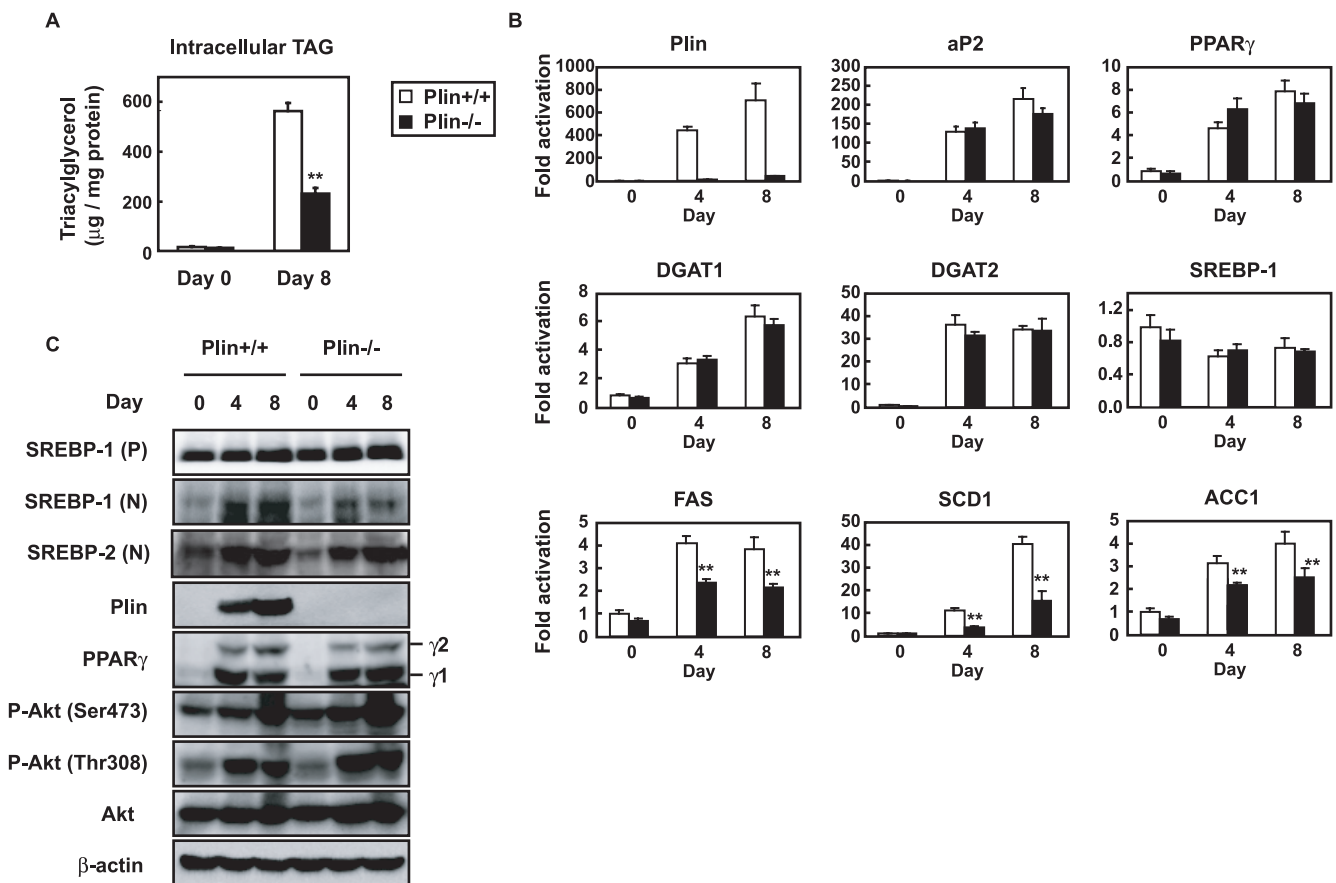 A
Intracellular TAG
Triacylglycerol
(μg / mg protein)
600
400
200
0
**
Day 0 Day 8
Plin+/+
Plin-/-
B
Plin
Fold activation
1000
800
600
400
200
0
0 4 8
Day
aP2
300
250
200
150
100
50
0
0 4 8
Day
PPARγ
10
8
6
4
2
0
0 4 8
Day
DGAT1
Fold activation
8
6
4
2
0
0 4 8
Day
DGAT2
50
40
30
20
10
0
0 4 8
Day
SREBP-1
1.2
0.8
0.4
0.0
0 4 8
Day
FAS
Fold activation
5
4
3
2
1
0
** **
0 4 8
Day
SCD1
50
40
30
20
10
0
** **
0 4 8
Day
ACC1
5
4
3
2
1
0
** **
0 4 8
Day
C
Plin+/+ Plin-/-
Day 0 4 8 0 4 8
SREBP-1 (P)
SREBP-1 (N)
SREBP-2 (N)
Plin
PPARγ
γ2
γ1
P-Akt (Ser473)
P-Akt (Thr308)
Akt
β-actin